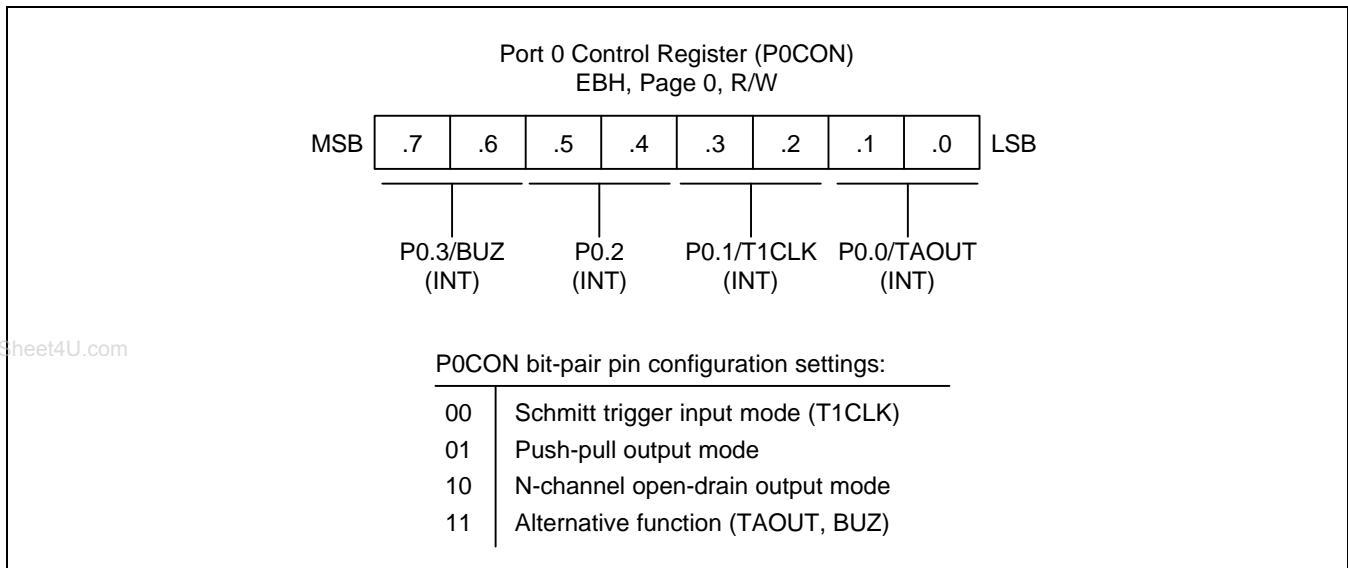 Port 0 Control Register (P0CON)
EBH, Page 0, R/W
MSB .7 .6 .5 .4 .3 .2 .1 .0 LSB
P0.3/BUZ P0.2 P0.1/T1CLK P0.0/TAOUT
(INT) (INT) (INT) (INT)
Sheet4U.com
P0CON bit-pair pin configuration settings:
00 Schmitt trigger input mode (T1CLK)
01 Push-pull output mode
10 N-channel open-drain output mode
11 Alternative function (TAOUT, BUZ)